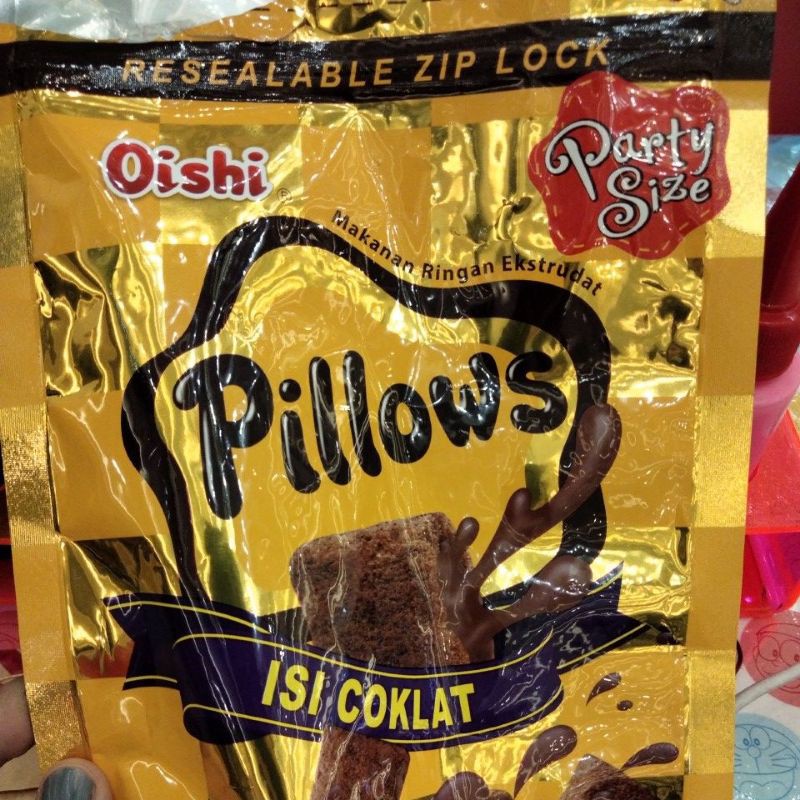 RESEALABLE ZIP LOCK
Oishi
®
Party
Size
Makanan Ringan Ekstrudat
Pillows
ISI COKLAT